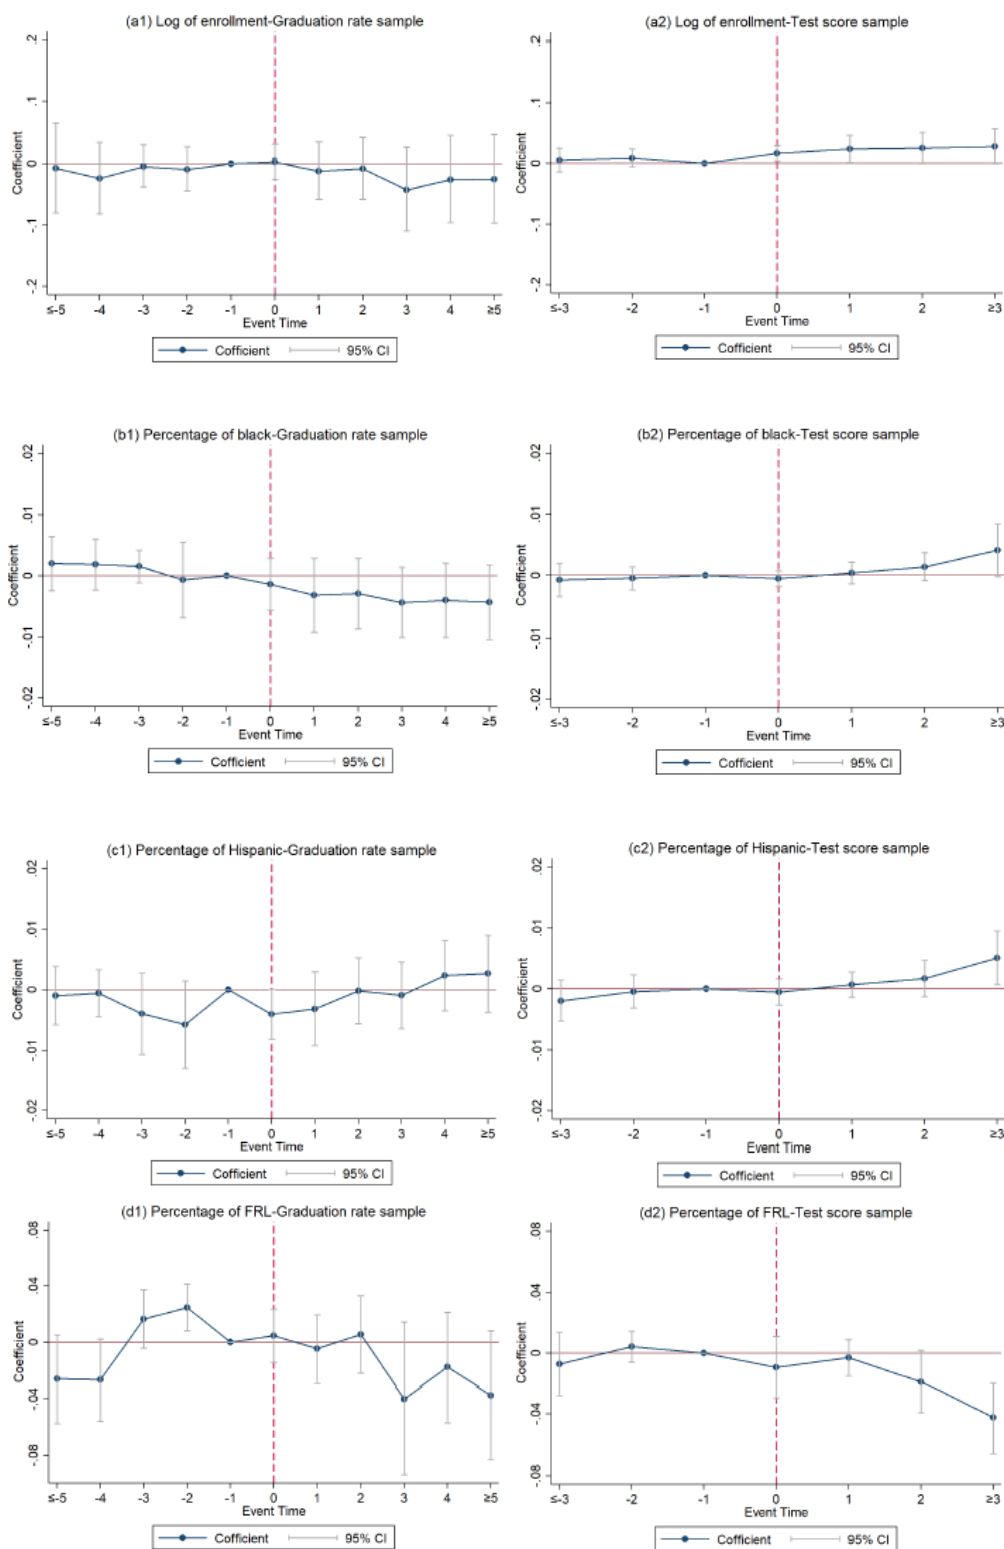 (a1) Log of enrollment-Graduation rate sample
.2
.1
0
-.1
-.2
Coefficient
≤-5 -4 -3 -2 -1 0 1 2 3 4 ≥5
Event Time
Cofficient 95% CI
(a2) Log of enrollment-Test score sample
.2
.1
0
-.1
-.2
Coefficient
≤-3 -2 -1 0 1 2 ≥3
Event Time
Cofficient 95% CI
(b1) Percentage of black-Graduation rate sample
.02
.01
0
-.01
-.02
Coefficient
≤-5 -4 -3 -2 -1 0 1 2 3 4 ≥5
Event Time
Cofficient 95% CI
(b2) Percentage of black-Test score sample
.02
.01
0
-.01
-.02
Coefficient
≤-3 -2 -1 0 1 2 ≥3
Event Time
Cofficient 95% CI
(c1) Percentage of Hispanic-Graduation rate sample
.02
.01
0
-.01
-.02
Coefficient
≤-5 -4 -3 -2 -1 0 1 2 3 4 ≥5
Event Time
Cofficient 95% CI
(c2) Percentage of Hispanic-Test score sample
.02
.01
0
-.01
-.02
Coefficient
≤-3 -2 -1 0 1 2 ≥3
Event Time
Cofficient 95% CI
(d1) Percentage of FRL-Graduation rate sample
.08
.04
0
-.04
-.08
Coefficient
≤-5 -4 -3 -2 -1 0 1 2 3 4 ≥5
Event Time
Cofficient 95% CI
(d2) Percentage of FRL-Test score sample
.08
.04
0
-.04
-.08
Coefficient
≤-3 -2 -1 0 1 2 ≥3
Event Time
Cofficient 95% CI